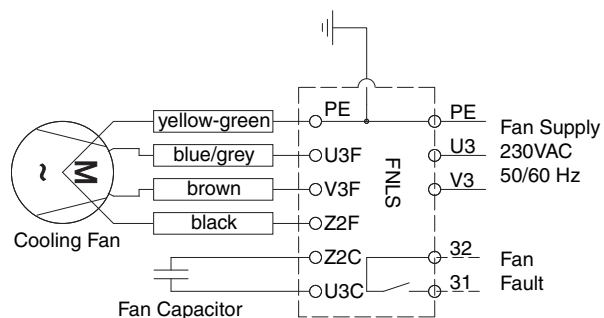 yellow-green
PE
PE
Fan Supply
blue/grey
U3F
U3
230VAC
brown
V3F
V3
50/60 Hz
FNLS
M
~
black
Z2F
Cooling Fan
Z2C
32
Fan
U3C
31
Fault
Fan Capacitor